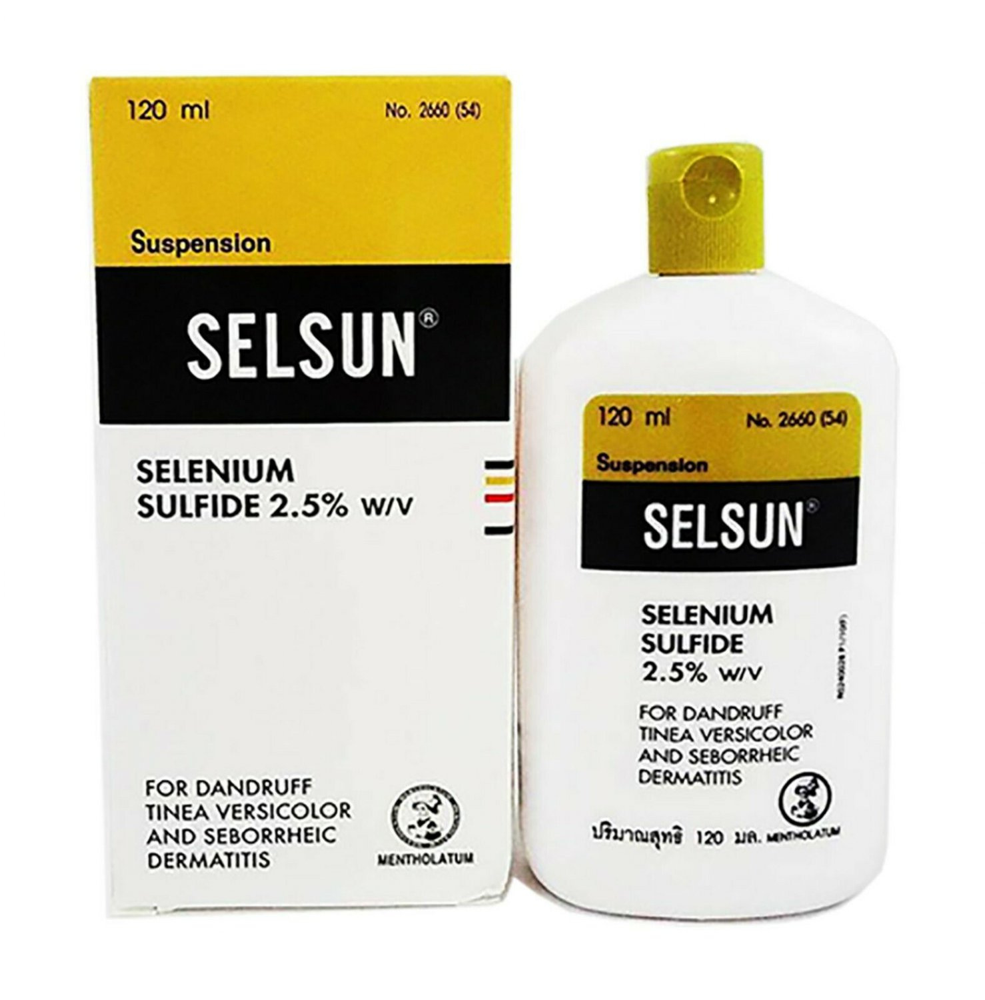 120 ml No. 2660 (54)
Suspension
SELSUN®
SELENIUM
SULFIDE 2.5% W/V
FOR DANDRUFF
TINEA VERSICOLOR
AND SEBORRHEIC
DERMATITIS
MENTHOLATUM
120 ml No. 2660 (54)
Suspension
SELSUN®
SELENIUM
SULFIDE
2.5% W/V
FOR DANDRUFF
TINEA VERSICOLOR
AND SEBORRHEIC
DERMATITIS
ปริมาณสุทธิ 120 มล. MENTHOLATUM